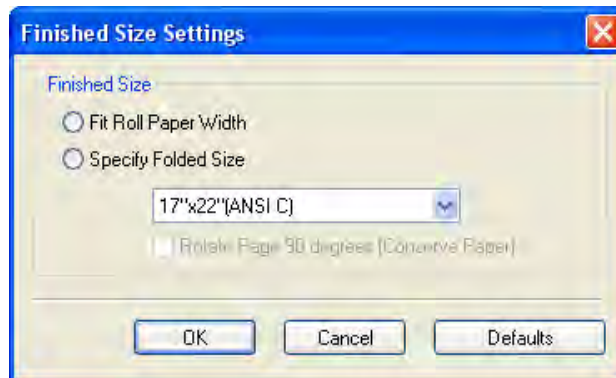 Finished Size Settings
Finished Size
Fit Roll Paper Width
Specify Folded Size
17"x22"(ANSI C)
Rotate Page 90 degrees (Conserve Paper)
OK Cancel Defaults